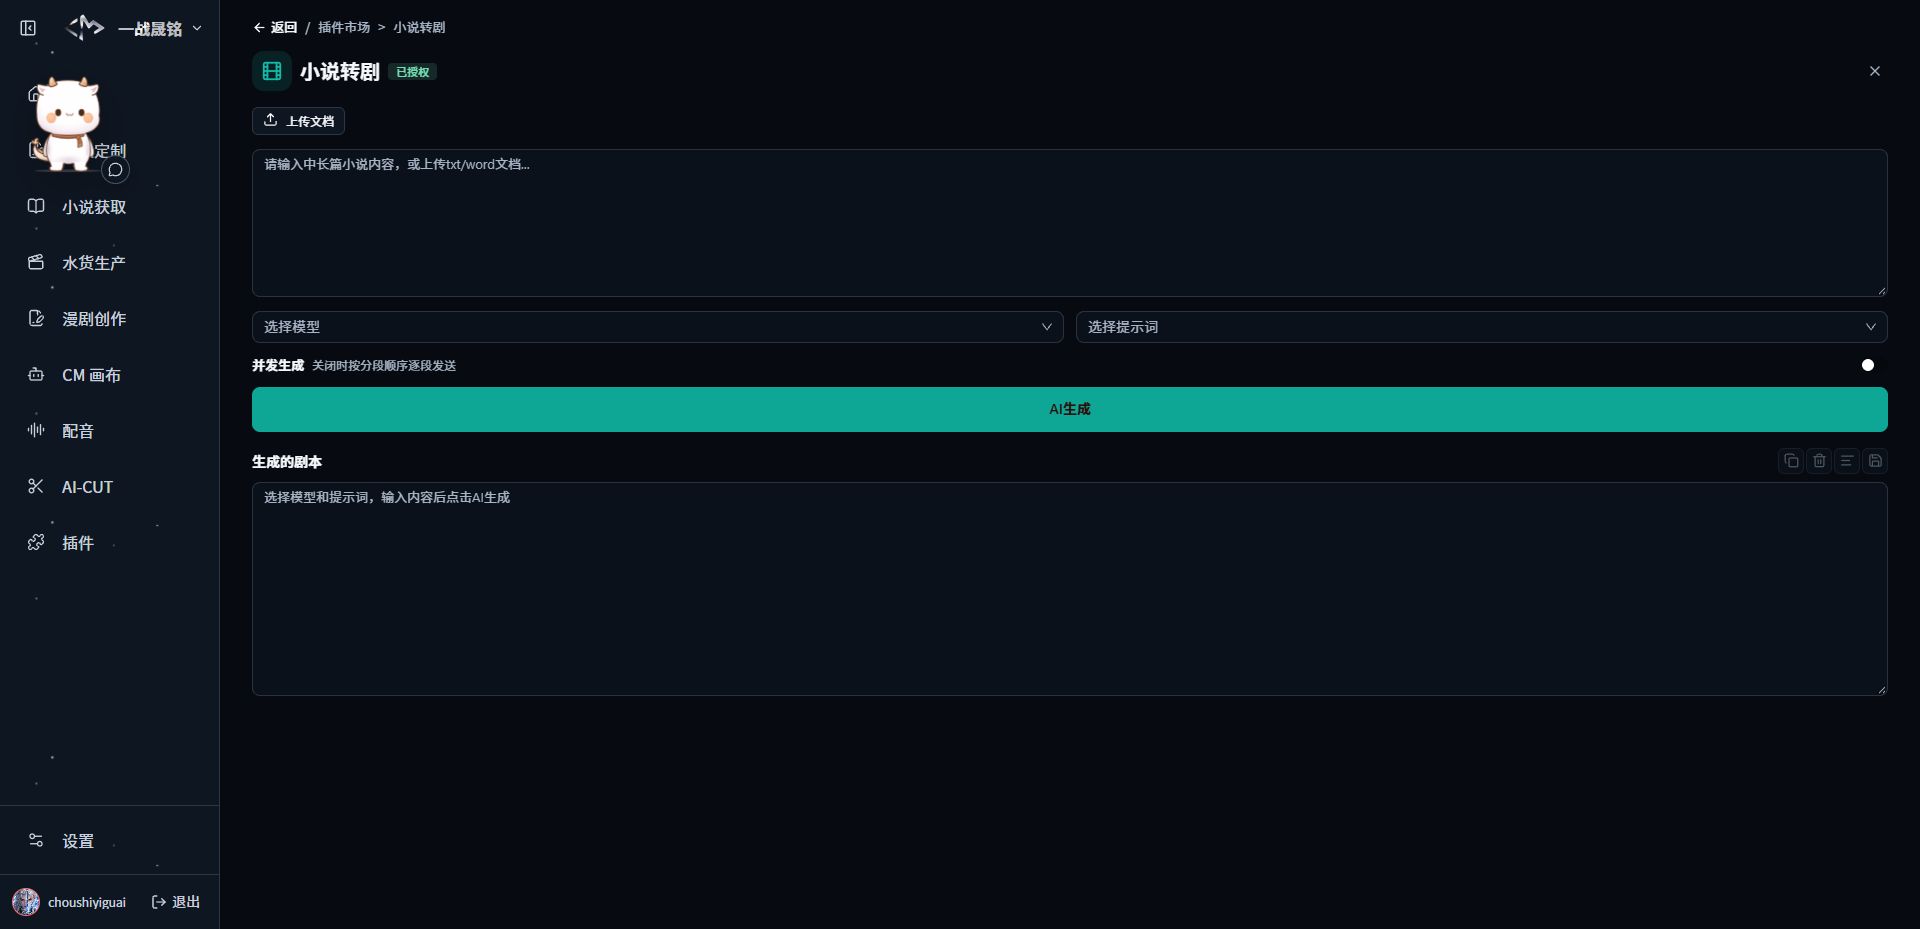 一战晟铭
定制
小说获取
水货生产
漫剧创作
CM 画布
配音
AI-CUT
插件
设置
choushiyiguai
退出
返回 / 插件市场 > 小说转剧
小说转剧 已授权
上传文档
请输入中长篇小说内容，或上传txt/word文档...
选择模型
选择提示词
并发生成 关闭时按分段顺序逐段发送
AI生成
生成的剧本
选择模型和提示词，输入内容后点击AI生成